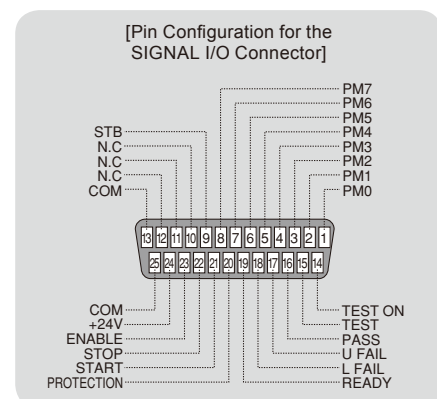 [Pin Configuration for the
SIGNAL I/O Connector]
PM7
PM6
PM5
PM4
PM3
PM2
PM1
PM0
STB
N.C
N.C
N.C
COM
13 12 11 10 9 8 7 6 5 4 3 2 1
25 24 23 22 21 20 19 18 17 16 15 14
COM
+24V
ENABLE
STOP
START
PROTECTION
TEST ON
TEST
PASS
U FAIL
L FAIL
READY